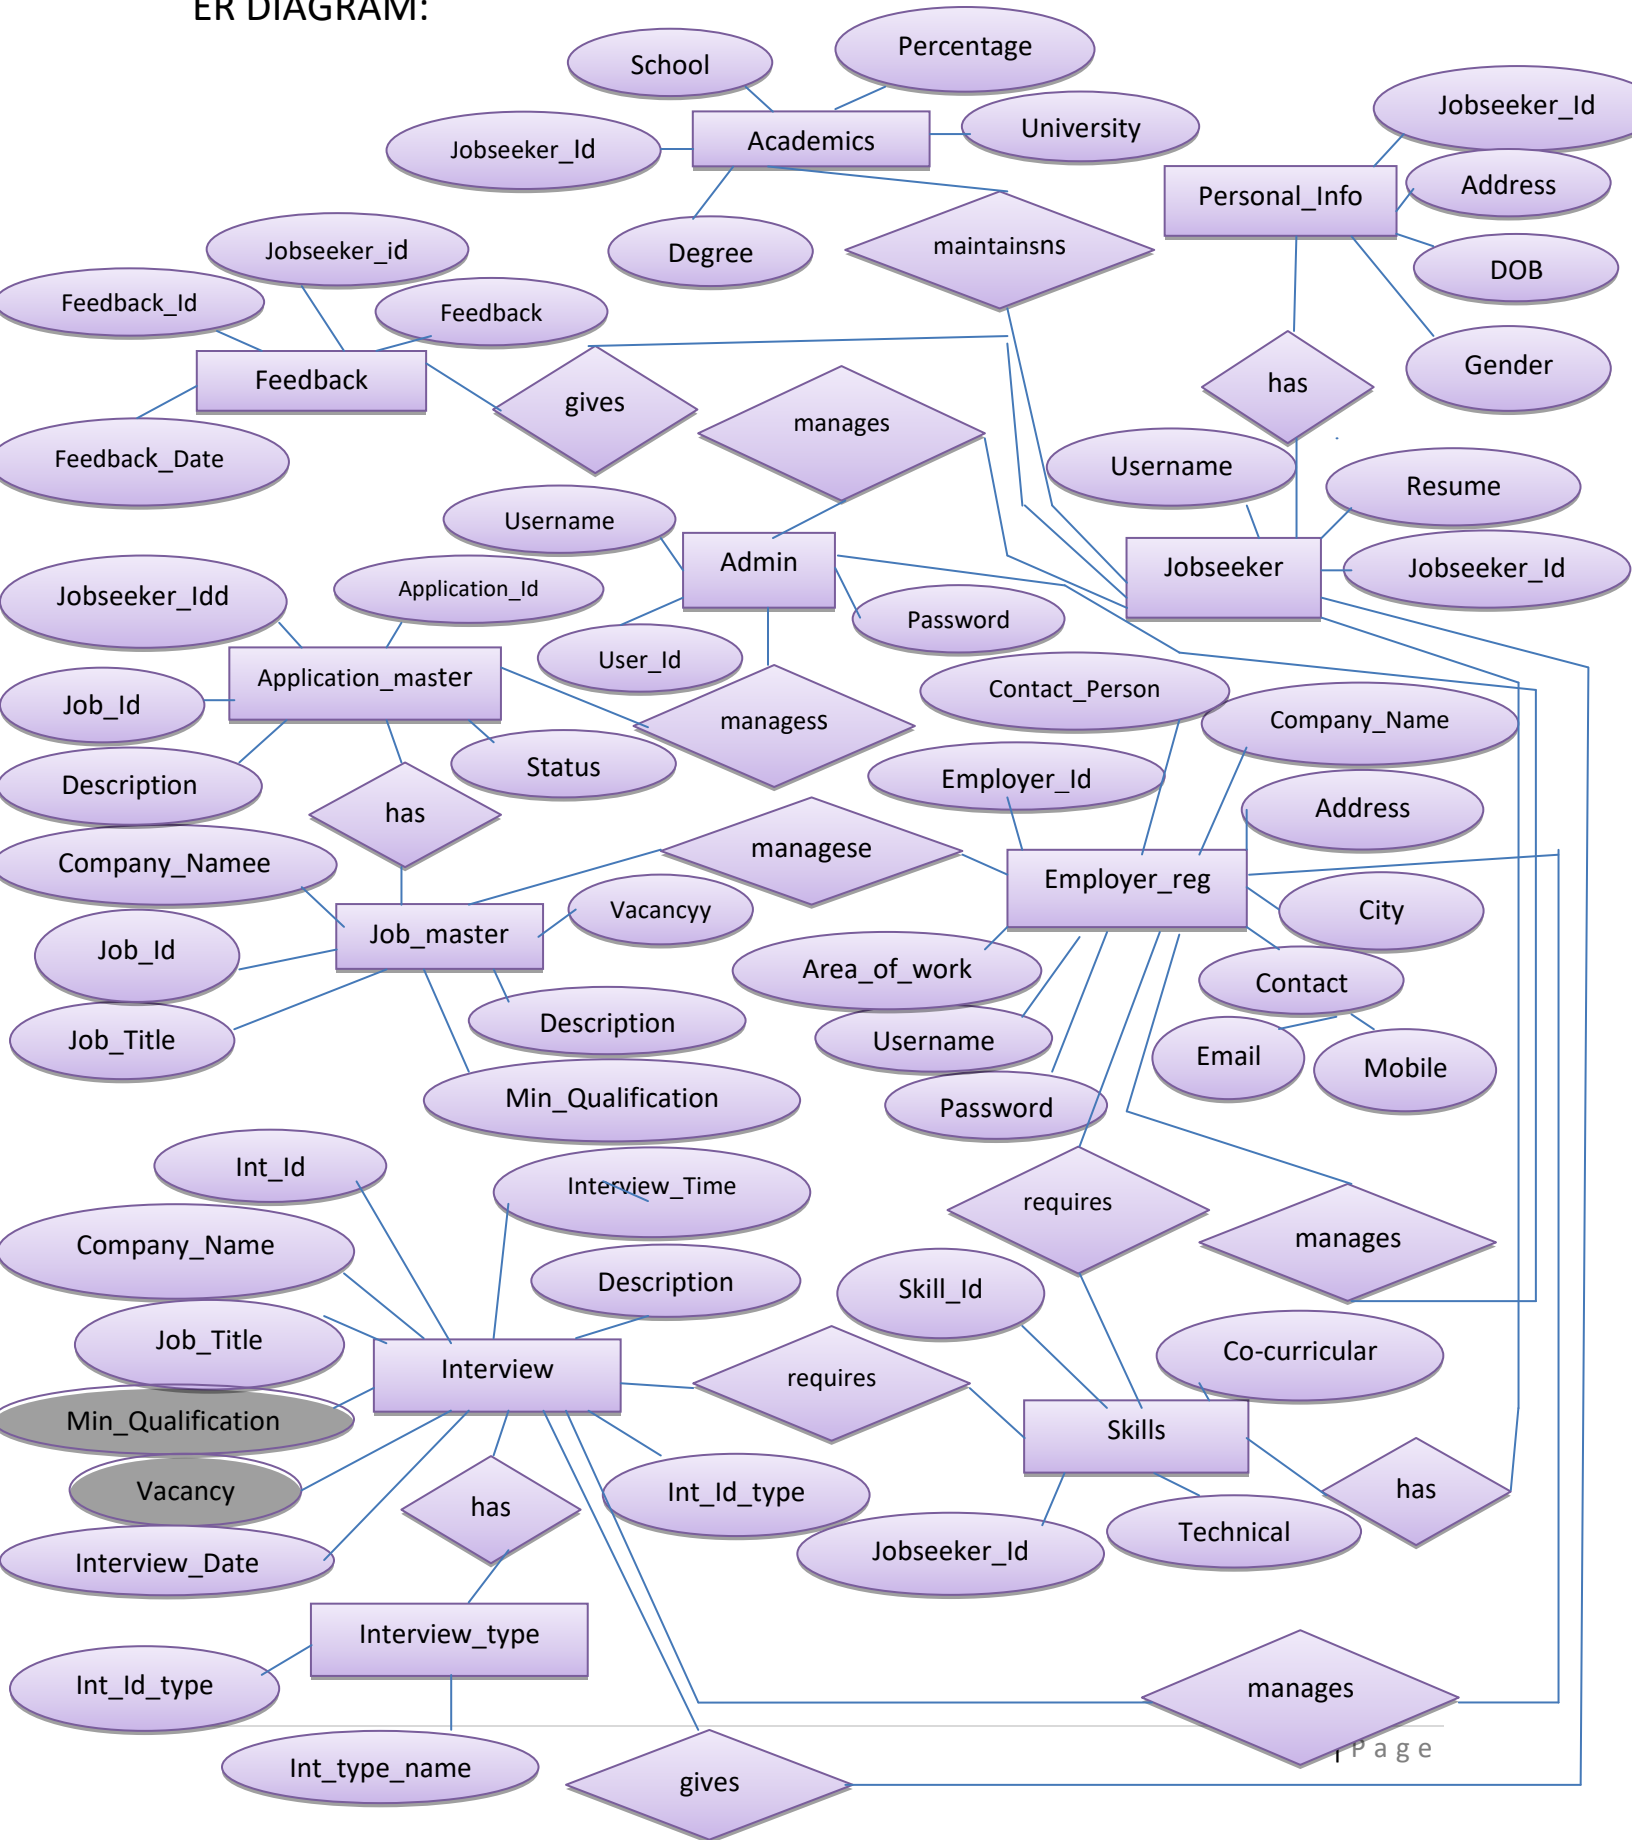 ER DIAGRAM:
School
Percentage
Jobseeker_Id
Academics
University
Jobseeker_Id
Personal_Info
Address
Degree
maintainsns
DOB
Jobseeker_id
Feedback_Id
Feedback
Feedback
gives
manages
has
Gender
Feedback_Date
Username
Resume
Username
Admin
Jobseeker
Jobseeker_Id
Jobseeker_Idd
Application_Id
Password
User_Id
Application_master
Job_Id
managess
Contact_Person
Company_Name
Description
Status
Employer_Id
Address
has
Company_Namee
managese
Employer_reg
Vacancyy
City
Job_Id
Job_master
Area_of_work
Contact
Job_Title
Description
Username
Email
Mobile
Min_Qualification
Password
Int_Id
Interview_Time
requires
manages
Company_Name
Description
Skill_Id
Job_Title
Interview
requires
Co-curricular
Min_Qualification
Skills
Vacancy
has
Int_Id_type
has
Interview_Date
Jobseeker_Id
Technical
Interview_type
Int_Id_type
manages
Int_type_name
gives
| Page